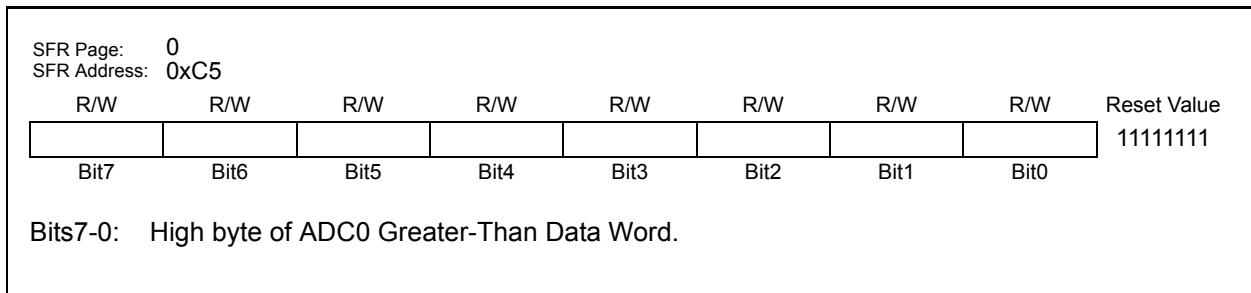 SFR Page: 0
SFR Address: 0xC5
R/W R/W R/W R/W R/W R/W R/W R/W Reset Value
11111111
Bit7 Bit6 Bit5 Bit4 Bit3 Bit2 Bit1 Bit0
Bits7-0: High byte of ADC0 Greater-Than Data Word.